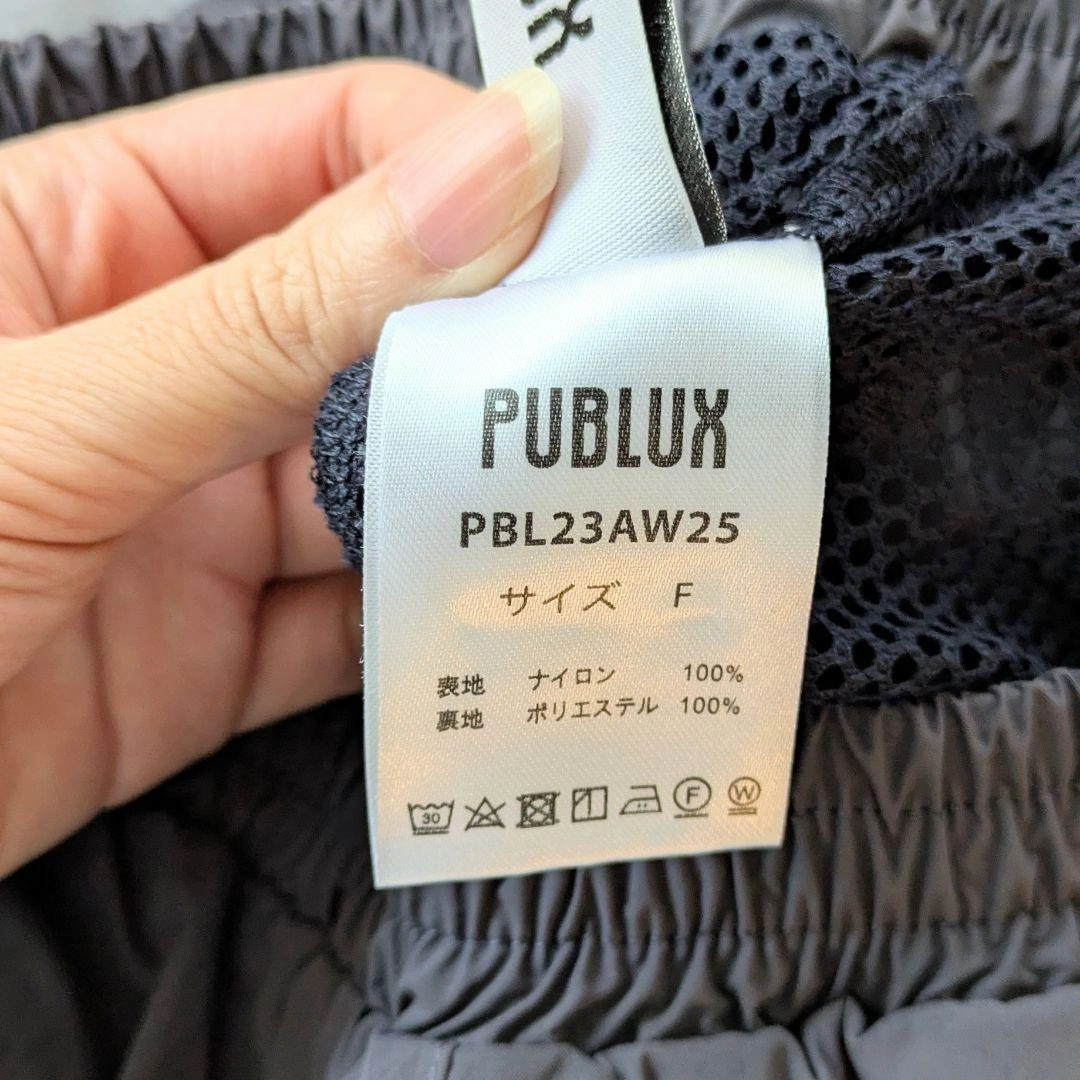 PUBLUX
PBL23AW25
サイズ F
表地 ナイロン 100%
裏地 ポリエステル 100%
30 F W